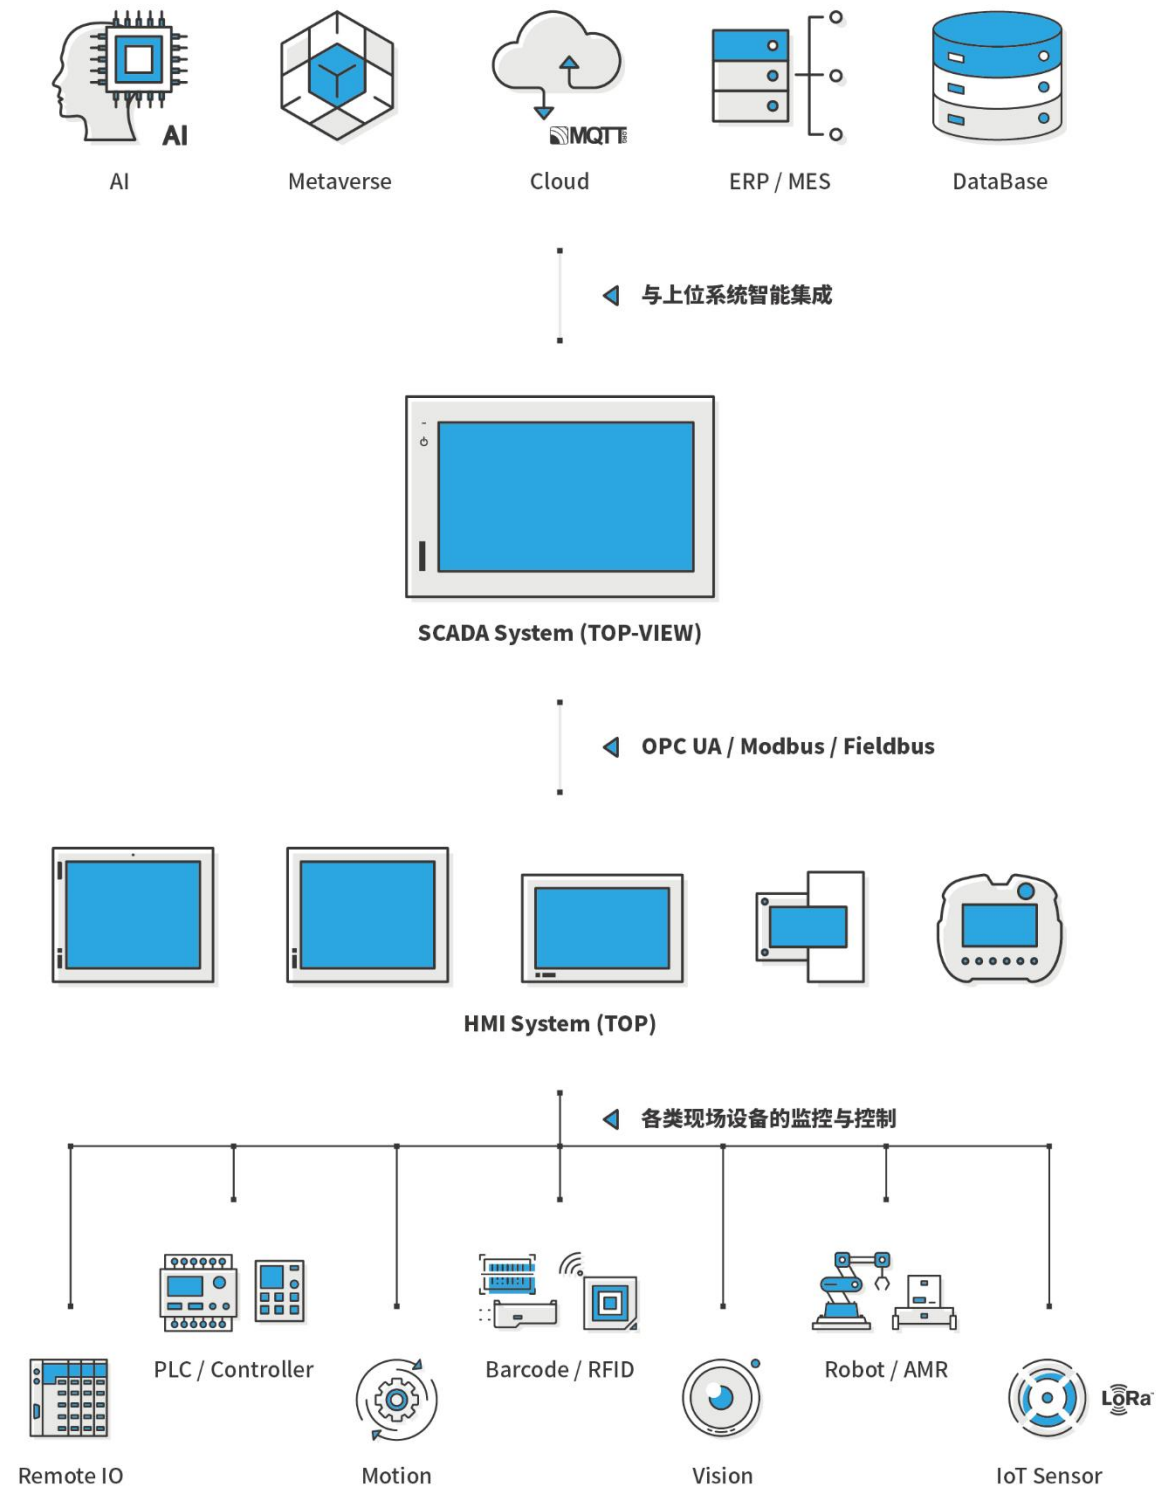 AI
MQTT
AI
Metaverse
Cloud
ERP / MES
DataBase
与上位系统智能集成
SCADA System (TOP-VIEW)
OPC UA / Modbus / Fieldbus
HMI System (TOP)
各类现场设备的监控与控制
PLC / Controller
Barcode / RFID
Robot / AMR
LoRa
Remote IO
Motion
Vision
IoT Sensor